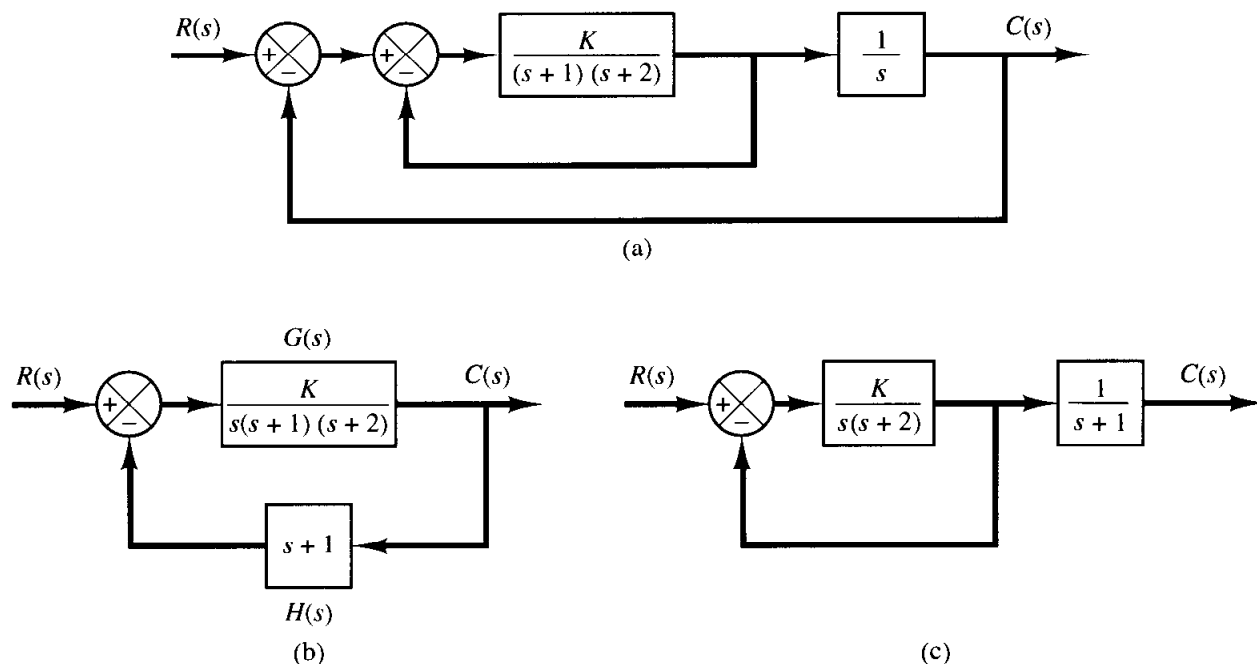 R(s) + − + − K (s + 1) (s + 2) 1 s C(s)
(a)
R(s) + − G(s) K s(s + 1) (s + 2) C(s)
s + 1
H(s)
(b)
R(s) + − K s(s + 2) 1 s + 1 C(s)
(c)